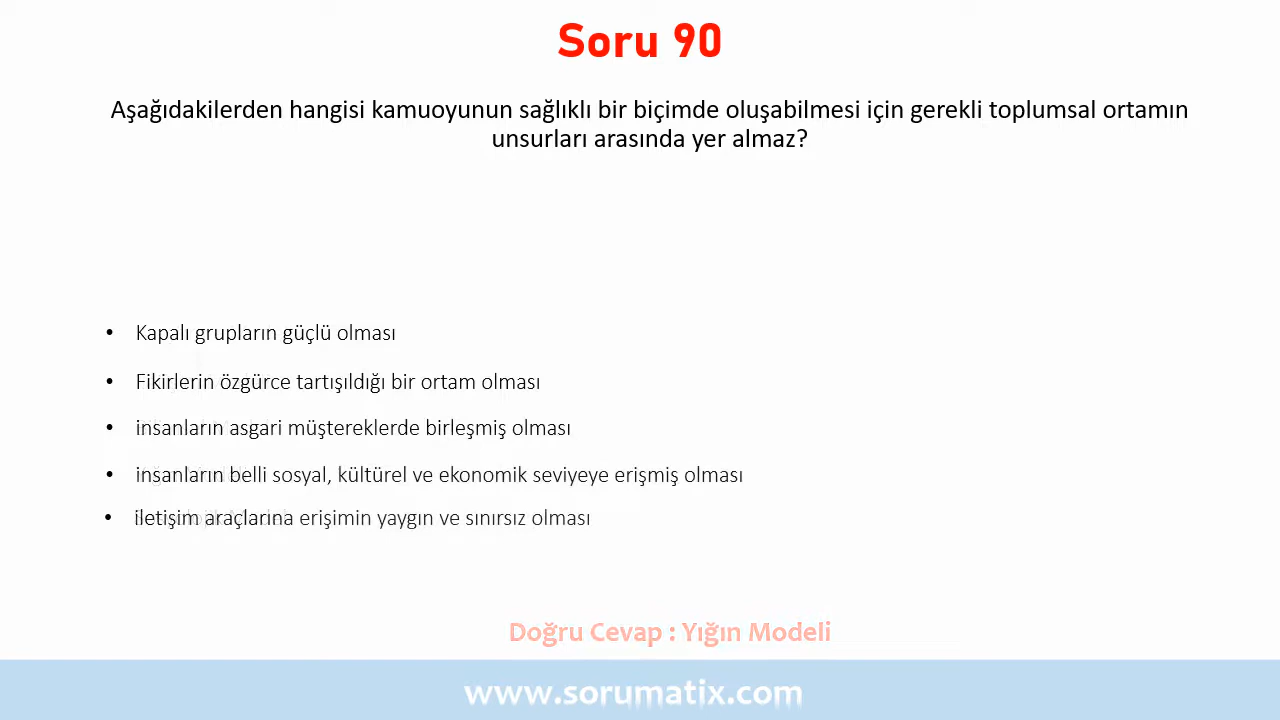 Soru 90
Aşağıdakilerden hangisi kamuoyunun sağlıklı bir biçimde oluşabilmesi için gerekli toplumsal ortamın
unsurları arasında yer almaz?
• Kapalı grupların güçlü olması
• Fikirlerin özgürce tartışıldığı bir ortam olması
• insanların asgari müştereklerde birleşmiş olması
• insanların belli sosyal, kültürel ve ekonomik seviyeye erişmiş olması
• iletişim araçlarına erişimin yaygın ve sınırsız olması
Doğru Cevap : Yığın Modeli
www.sorumatix.com